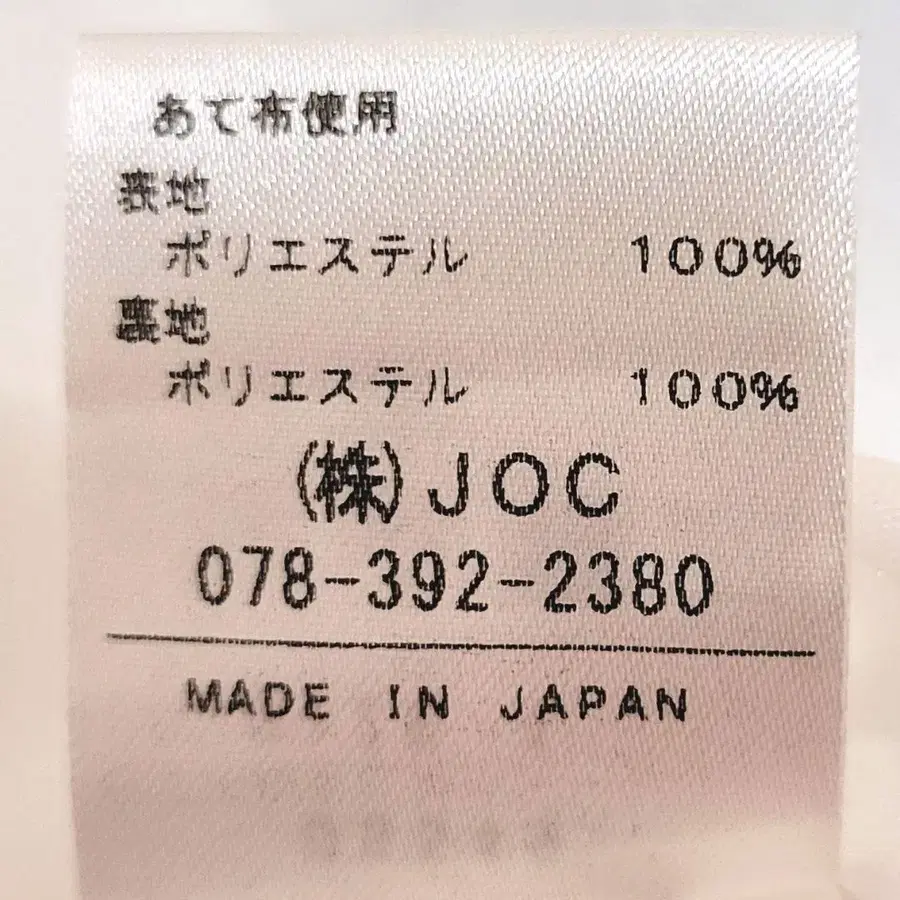 あて布使用
表地
ポリエステル 100%
裏地
ポリエステル 100%
(株)JOC
078-392-2380
MADE IN JAPAN